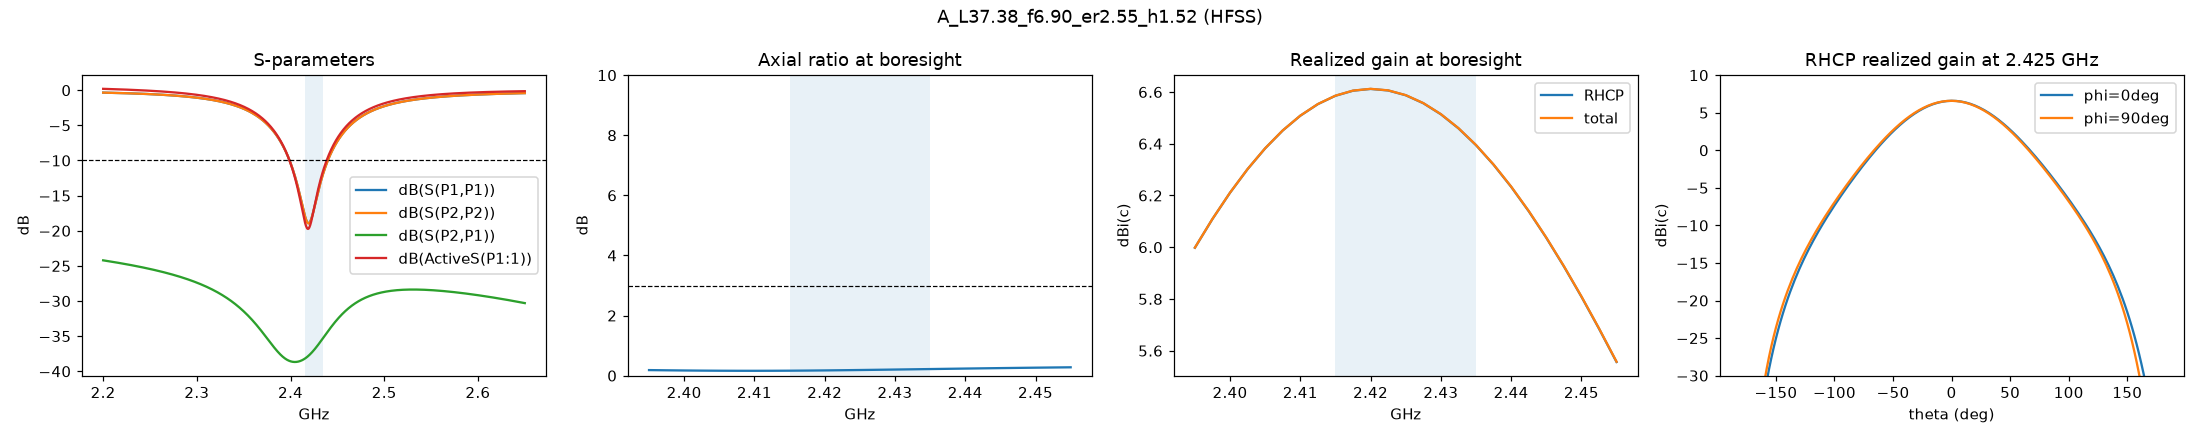 A_L37.38_f6.90_er2.55_h1.52 (HFSS)
S-parameters
dB
0
−5
−10
−15
−20
−25
−30
−35
−40
2.2 2.3 2.4 2.5 2.6
GHz
dB(S(P1,P1))
dB(S(P2,P2))
dB(S(P2,P1))
dB(ActiveS(P1:1))
Axial ratio at boresight
dB
10
8
6
4
2
0
2.40 2.41 2.42 2.43 2.44 2.45
GHz
Realized gain at boresight
dBi(c)
6.6
6.4
6.2
6.0
5.8
5.6
2.40 2.41 2.42 2.43 2.44 2.45
GHz
RHCP
total
RHCP realized gain at 2.425 GHz
dBi(c)
10
5
0
−5
−10
−15
−20
−25
−30
−150 −100 −50 0 50 100 150
theta (deg)
phi=0deg
phi=90deg